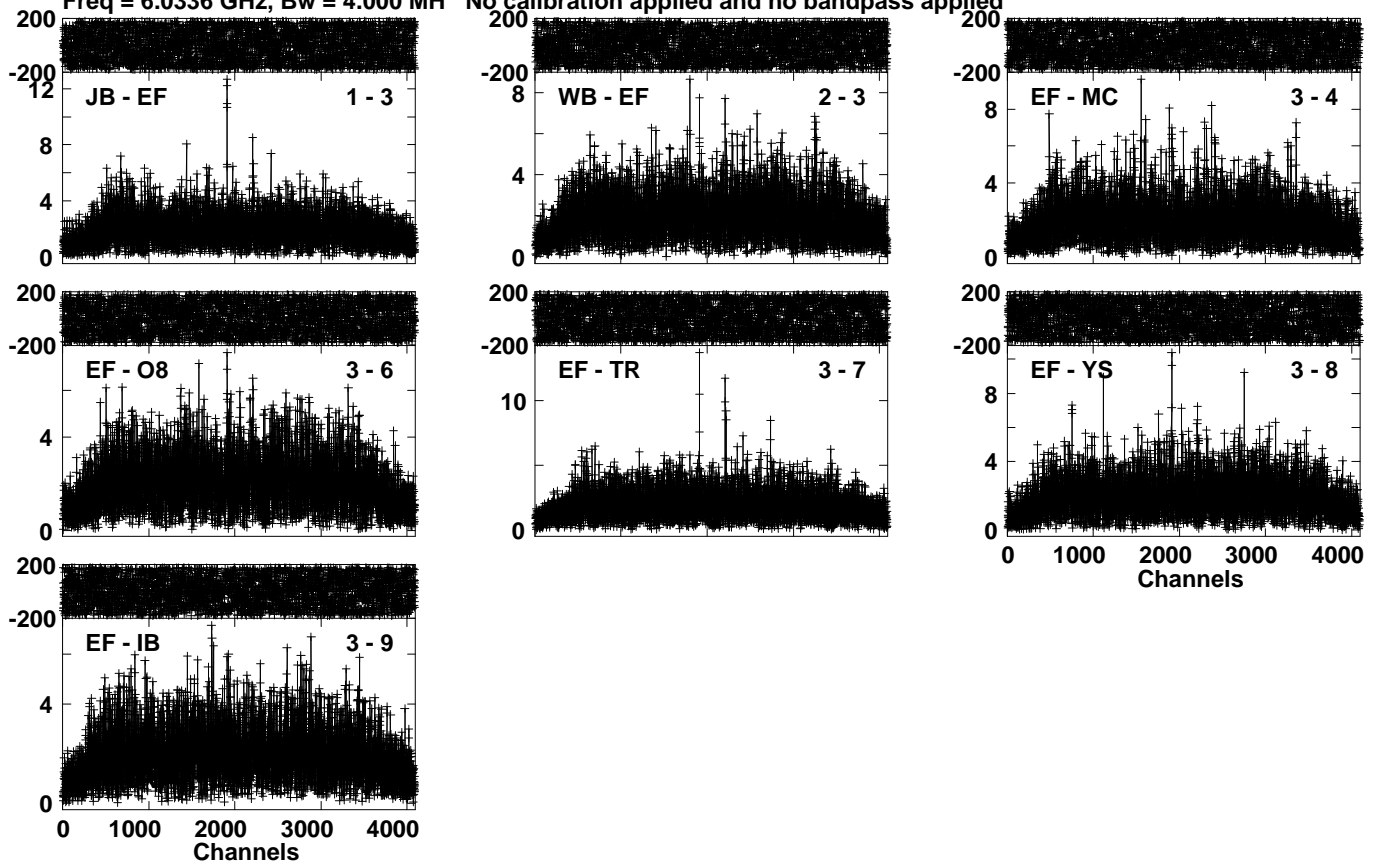 Freq = 6.0336 GHz, Bw = 4.000 MH No calibration applied and no bandpass applied
200 200 200
-200 -200 -200
12 8 8
JB - EF 1 - 3 WB - EF 2 - 3 EF - MC 3 - 4
8
4 4 4
0 0 0
200 200 200
-200 -200 -200
EF - O8 3 - 6 EF - TR 3 - 7 EF - YS 3 - 8
10 8
4 4
0 0 0
0 1000 2000 3000 4000
Channels
200
-200
EF - IB 3 - 9
4
0
0 1000 2000 3000 4000
Channels